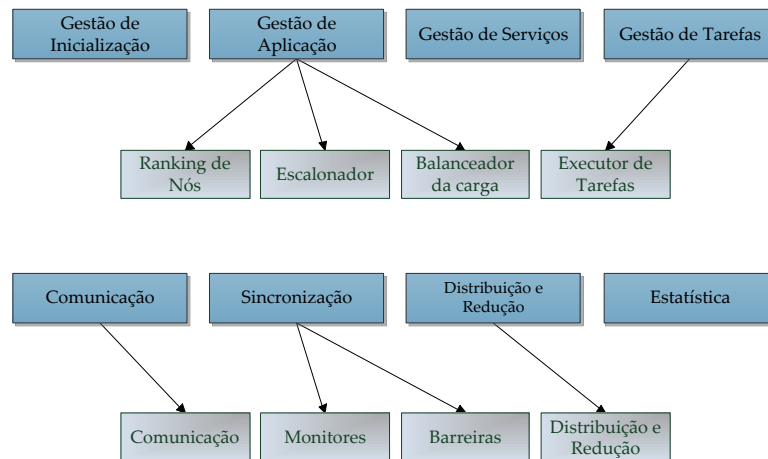 Gestão de
Inicialização
Gestão de
Aplicação
Gestão de Serviços
Gestão de Tarefas
Ranking de
Nós
Escalonador
Balanceador
da carga
Executor de
Tarefas
Comunicação
Sincronização
Distribuição e
Redução
Estatística
Comunicação
Monitores
Barreiras
Distribuição e
Redução